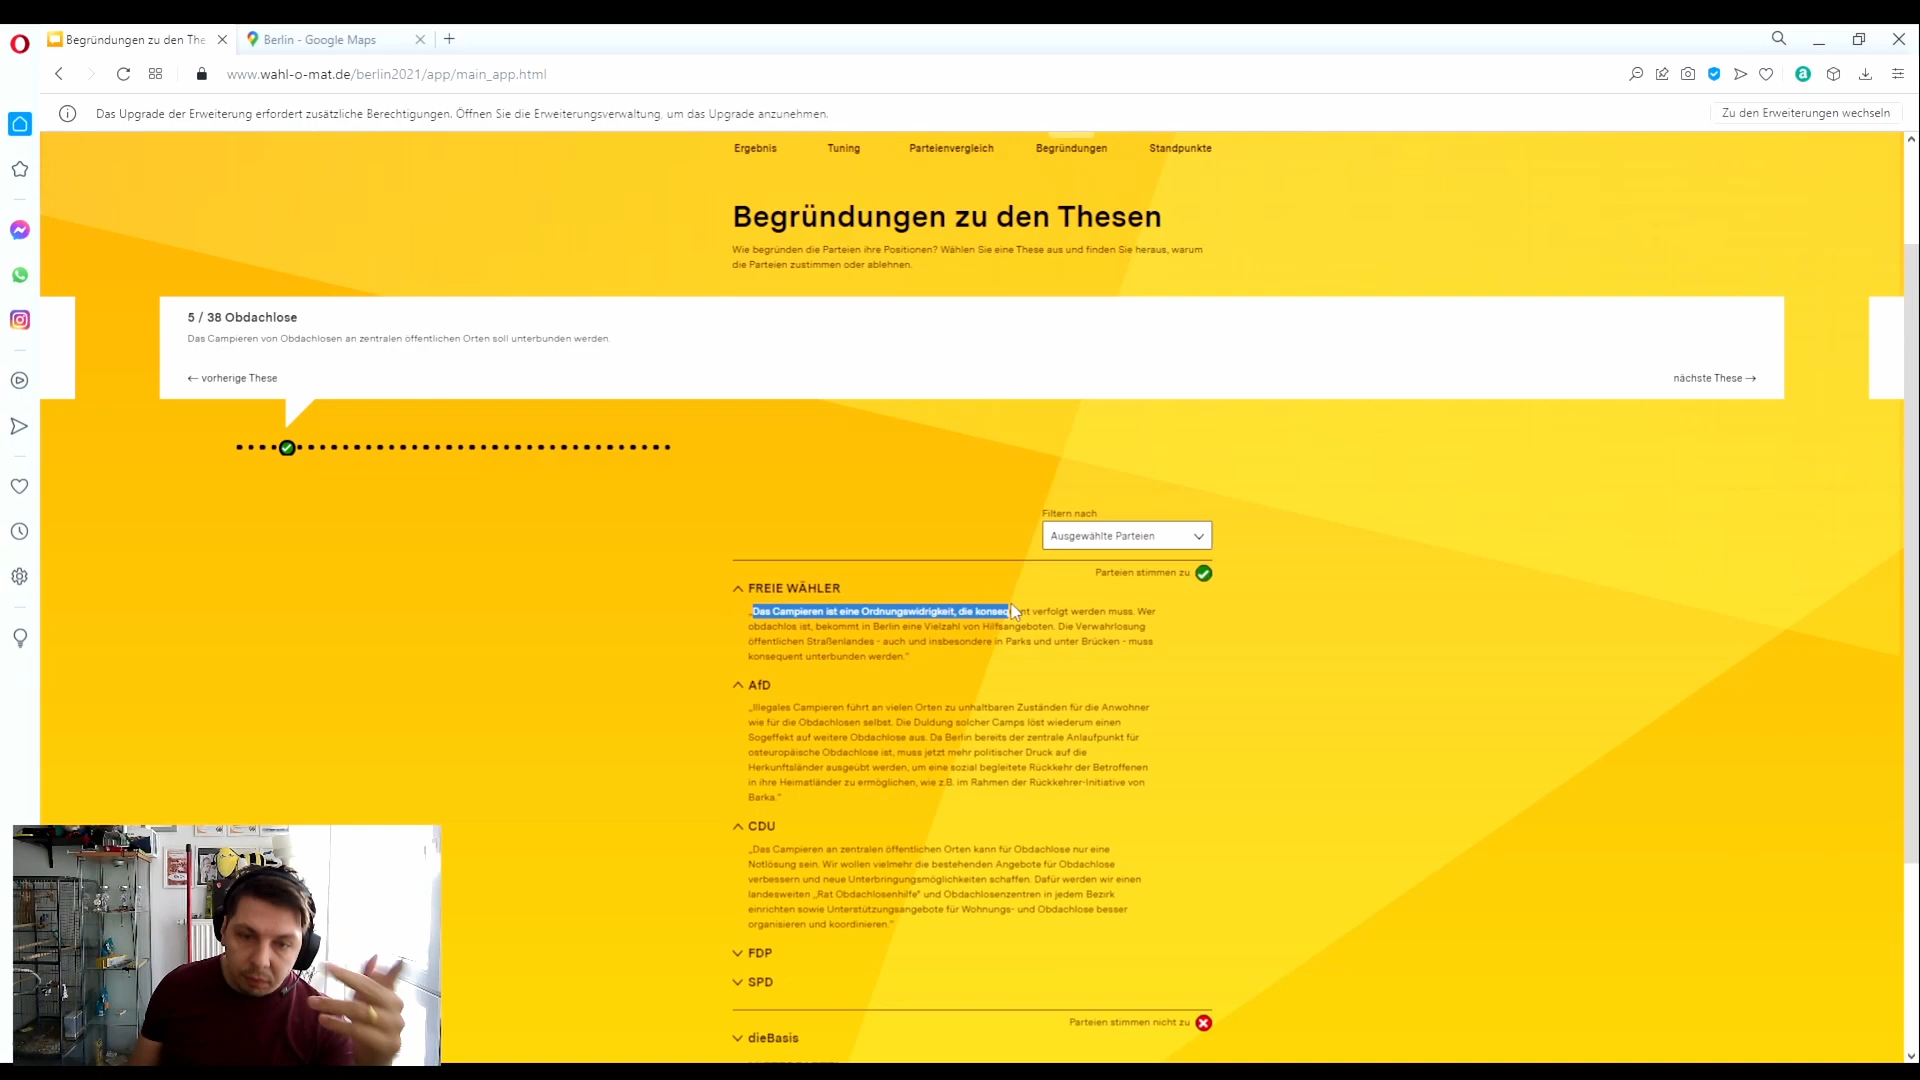 Begründungen zu den The
Berlin - Google Maps
www.wahl-o-mat.de/berlin2021/app/main_app.html
Das Upgrade der Erweiterung erfordert zusätzliche Berechtigungen. Öffnen Sie die Erweiterungsverwaltung, um das Upgrade anzunehmen.
Zu den Erweiterungen wechseln
Ergebnis Tuning Parteienvergleich Begründungen Standpunkte
Begründungen zu den Thesen
Wie begründen die Parteien ihre Positionen? Wählen Sie eine These aus und finden Sie heraus, warum
die Parteien zustimmen oder ablehnen.
5 / 38 Obdachlose
Das Campieren von Obdachlosen an zentralen öffentlichen Orten soll unterbunden werden.
← vorherige These
nächste These →
Filtern nach
Ausgewählte Parteien
Parteien stimmen zu
FREIE WÄHLER
„Das Campieren ist eine Ordnungswidrigkeit, die konsequent verfolgt werden muss. Wer
obdachlos ist, bekommt in Berlin eine Vielzahl von Hilfsangeboten. Die Verwahrlosung
öffentlichen Straßenlandes - auch und insbesondere in Parks und unter Brücken - muss
konsequent unterbunden werden."
AfD
„Illegales Campieren führt an vielen Orten zu unhaltbaren Zuständen für die Anwohner
wie für die Obdachlosen selbst. Die Duldung solcher Camps löst wiederum einen
Sogeffekt auf weitere Obdachlose aus. Da Berlin bereits der zentrale Anlaufpunkt für
osteuropäische Obdachlose ist, muss jetzt mehr politischer Druck auf die
Herkunftsländer ausgeübt werden, um eine sozial begleitete Rückkehr der Betroffenen
in ihre Heimatländer zu ermöglichen, wie z.B. im Rahmen der Rückkehrer-Initiative von
Barka."
CDU
„Das Campieren an zentralen öffentlichen Orten kann für Obdachlose nur eine
Notlösung sein. Wir wollen vielmehr die bestehenden Angebote für Obdachlose
verbessern und neue Unterbringungsmöglichkeiten schaffen. Dafür werden wir einen
landesweiten „Rat Obdachlosenhilfe" und Obdachlosenzentren in jedem Bezirk
einrichten sowie Unterstützungsangebote für Wohnungs- und Obdachlose besser
organisieren und koordinieren."
FDP
SPD
Parteien stimmen nicht zu
dieBasis